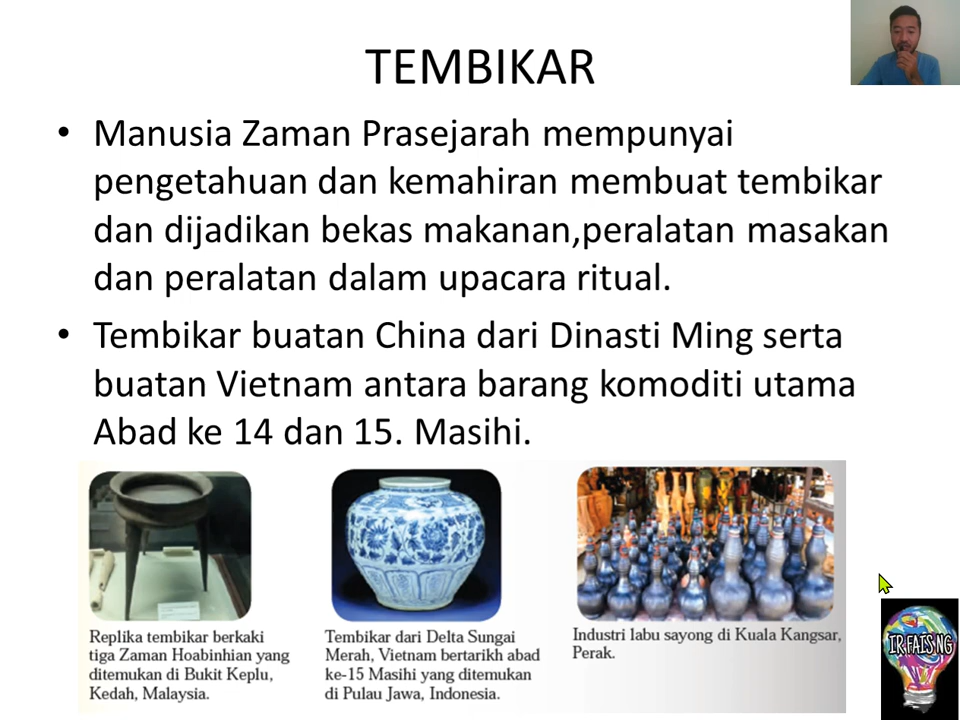 TEMBIKAR
• Manusia Zaman Prasejarah mempunyai
pengetahuan dan kemahiran membuat tembikar
dan dijadikan bekas makanan,peralatan masakan
dan peralatan dalam upacara ritual.
• Tembikar buatan China dari Dinasti Ming serta
buatan Vietnam antara barang komoditi utama
Abad ke 14 dan 15. Masihi.
Replika tembikar berkaki
tiga Zaman Hoabinhian yang
ditemukan di Bukit Keplu,
Kedah, Malaysia.
Tembikar dari Delta Sungai
Merah, Vietnam bertarikh abad
ke-15 Masihi yang ditemukan
di Pulau Jawa, Indonesia.
Industri labu sayong di Kuala Kangsar,
Perak.
IR FAIS NG